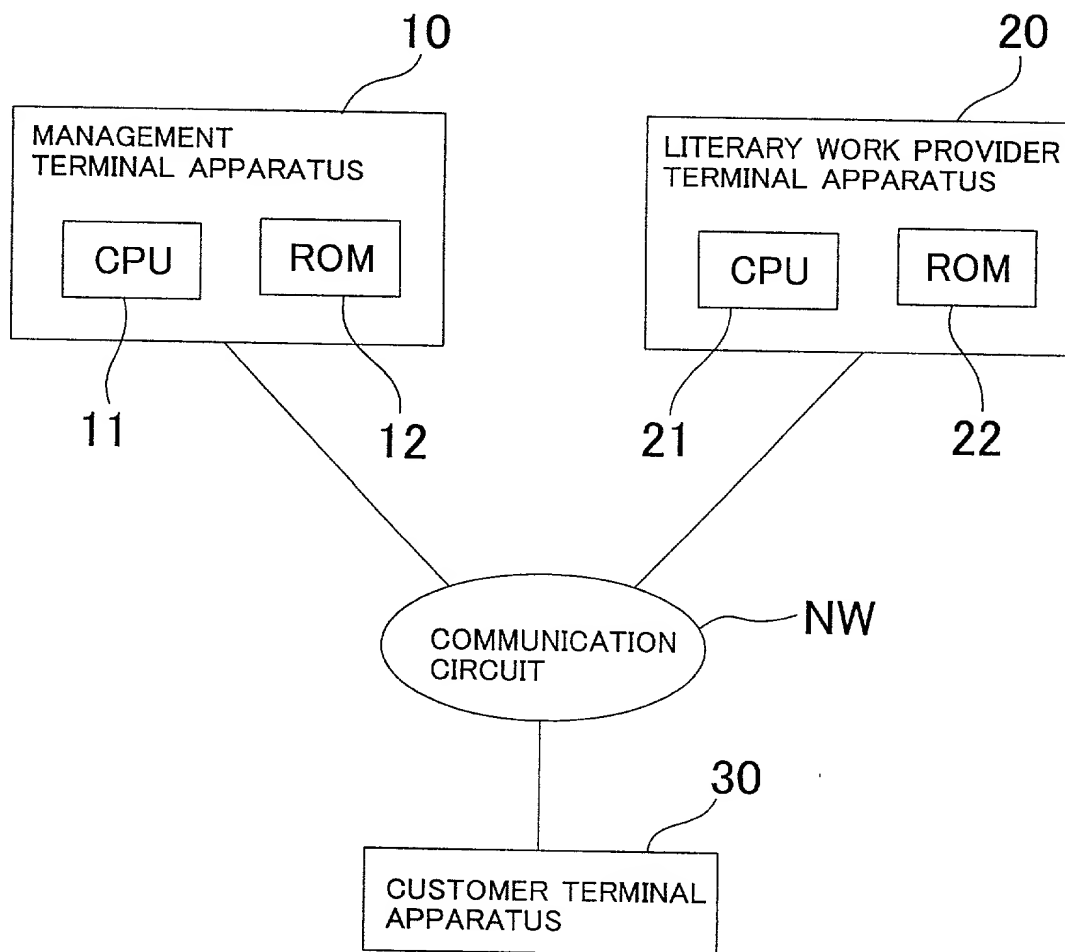 10
20
MANAGEMENT
TERMINAL APPARATUS
CPU
ROM
11
12
LITERARY WORK PROVIDER
TERMINAL APPARATUS
CPU
ROM
21
22
COMMUNICATION
CIRCUIT
NW
30
CUSTOMER TERMINAL
APPARATUS